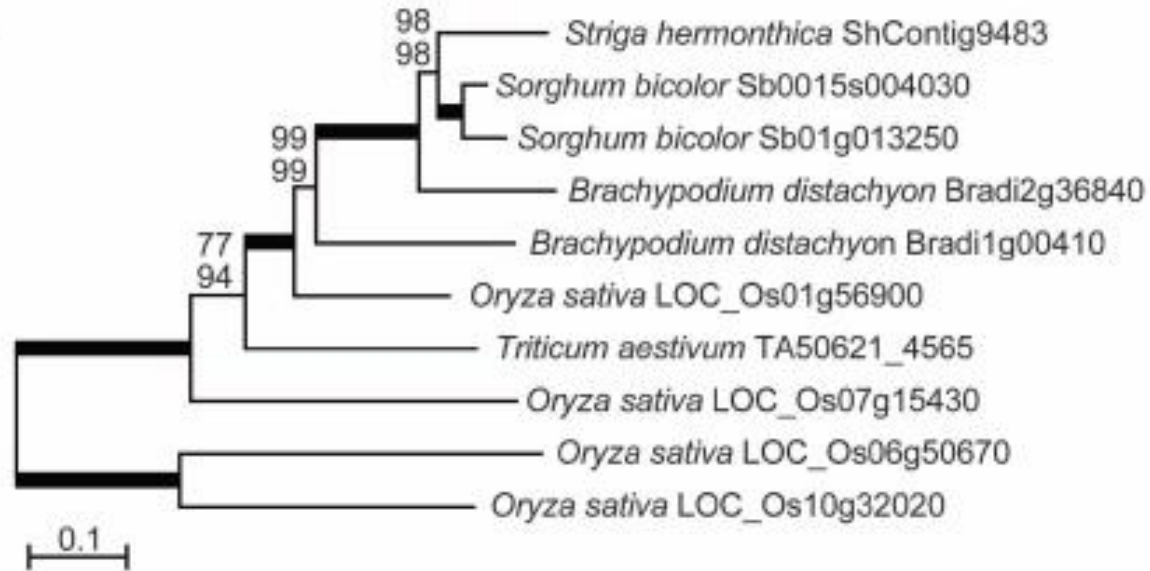 98
98
Striga hermonthica ShContig9483
Sorghum bicolor Sb0015s004030
99
99
Sorghum bicolor Sb01g013250
Brachypodium distachyon Bradi2g36840
77
94
Brachypodium distachyon Bradi1g00410
Oryza sativa LOC_Os01g56900
Triticum aestivum TA50621_4565
Oryza sativa LOC_Os07g15430
Oryza sativa LOC_Os06g50670
Oryza sativa LOC_Os10g32020
0.1